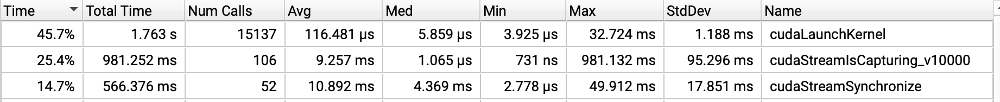 Time Total Time Num Calls Avg Med Min Max StdDev Name
45.7% 1.763 s 15137 116.481 μs 5.859 μs 3.925 μs 32.724 ms 1.188 ms cudaLaunchKernel
25.4% 981.252 ms 106 9.257 ms 1.065 μs 731 ns 981.132 ms 95.296 ms cudaStreamIsCapturing_v10000
14.7% 566.376 ms 52 10.892 ms 4.369 ms 2.778 μs 49.912 ms 17.851 ms cudaStreamSynchronize